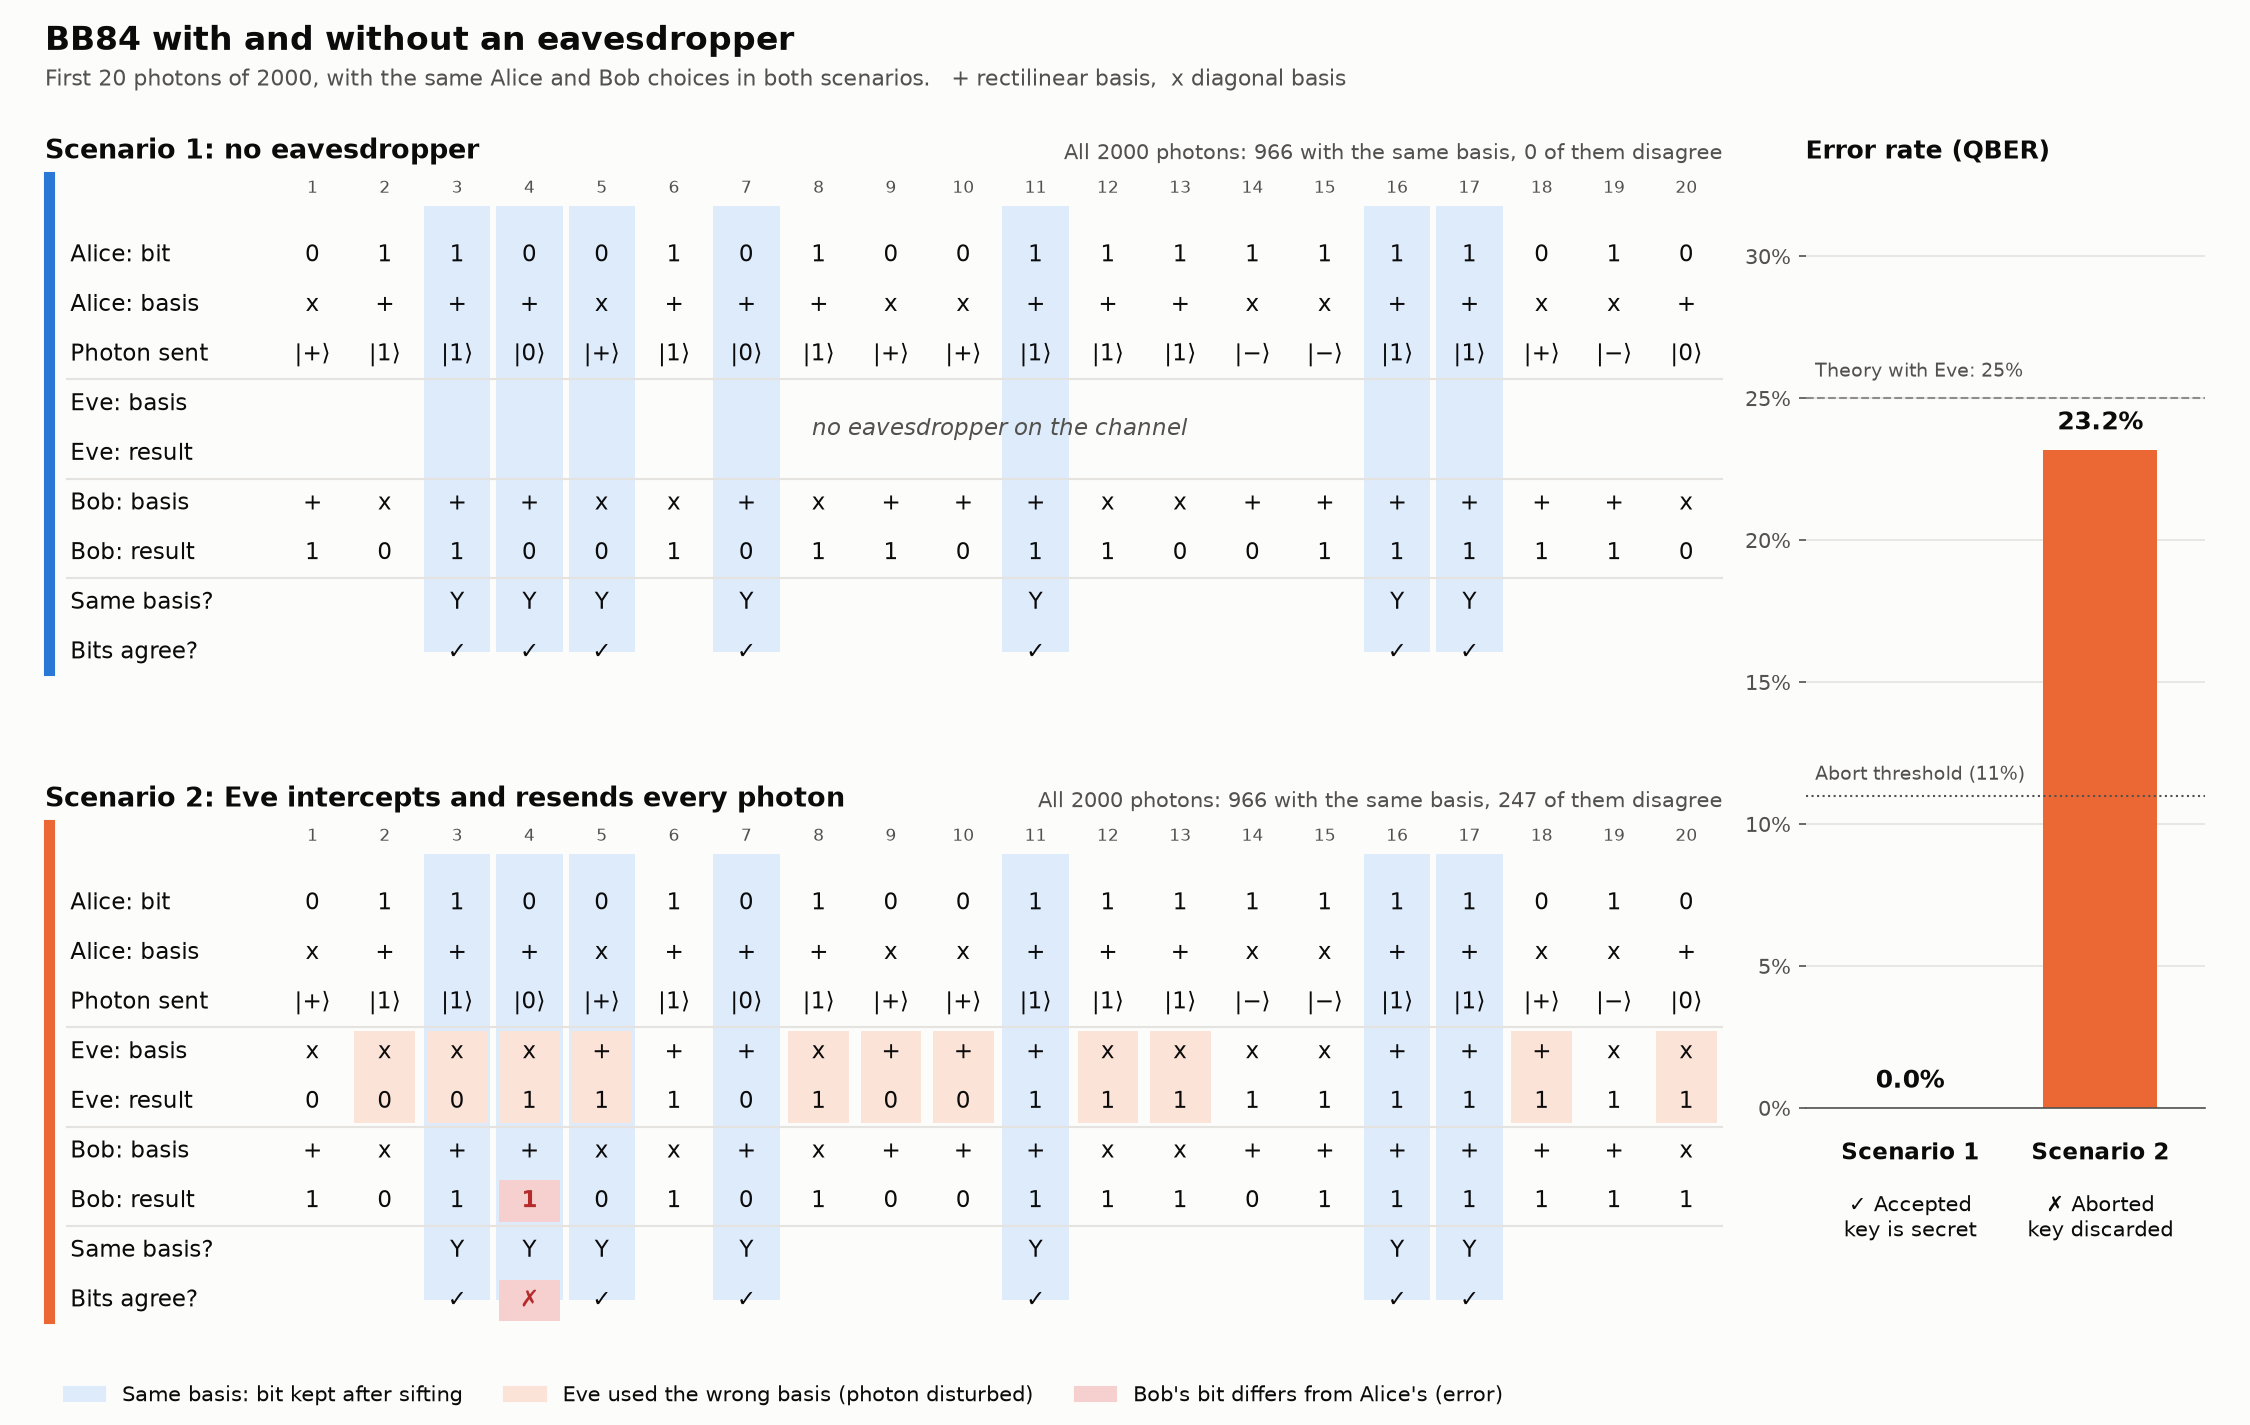 BB84 with and without an eavesdropper
First 20 photons of 2000, with the same Alice and Bob choices in both scenarios.   + rectilinear basis,  x diagonal basis
Scenario 1: no eavesdropper
All 2000 photons: 966 with the same basis, 0 of them disagree
1 2 3 4 5 6 7 8 9 10 11 12 13 14 15 16 17 18 19 20
Alice: bit 0 1 1 0 0 1 0 1 0 0 1 1 1 1 1 1 1 0 1 0
Alice: basis x + + + x + + + x x + + + x x + + x x +
Photon sent |+⟩ |1⟩ |1⟩ |0⟩ |+⟩ |1⟩ |0⟩ |1⟩ |+⟩ |+⟩ |1⟩ |1⟩ |1⟩ |−⟩ |−⟩ |1⟩ |1⟩ |+⟩ |−⟩ |0⟩
Eve: basis
no eavesdropper on the channel
Eve: result
Bob: basis + x + + x x + x + + + x x + + + + + + x
Bob: result 1 0 1 0 0 1 0 1 1 0 1 1 0 0 1 1 1 1 1 0
Same basis? Y Y Y Y Y Y Y
Bits agree? ✓ ✓ ✓ ✓ ✓ ✓ ✓
Scenario 2: Eve intercepts and resends every photon
All 2000 photons: 966 with the same basis, 247 of them disagree
1 2 3 4 5 6 7 8 9 10 11 12 13 14 15 16 17 18 19 20
Alice: bit 0 1 1 0 0 1 0 1 0 0 1 1 1 1 1 1 1 0 1 0
Alice: basis x + + + x + + + x x + + + x x + + x x +
Photon sent |+⟩ |1⟩ |1⟩ |0⟩ |+⟩ |1⟩ |0⟩ |1⟩ |+⟩ |+⟩ |1⟩ |1⟩ |1⟩ |−⟩ |−⟩ |1⟩ |1⟩ |+⟩ |−⟩ |0⟩
Eve: basis x x x x + + + x + + + x x x x + + + x x
Eve: result 0 0 0 1 1 1 0 1 0 0 1 1 1 1 1 1 1 1 1 1
Bob: basis + x + + x x + x + + + x x + + + + + + x
Bob: result 1 0 1 1 0 1 0 1 0 0 1 1 1 0 1 1 1 1 1 1
Same basis? Y Y Y Y Y Y Y
Bits agree? ✓ ✗ ✓ ✓ ✓ ✓ ✓
Same basis: bit kept after sifting
Eve used the wrong basis (photon disturbed)
Bob's bit differs from Alice's (error)
Error rate (QBER)
30%
Theory with Eve: 25%
25%
23.2%
20%
15%
Abort threshold (11%)
10%
5%
0.0%
0%
Scenario 1 Scenario 2
✓ Accepted ✗ Aborted
key is secret key discarded